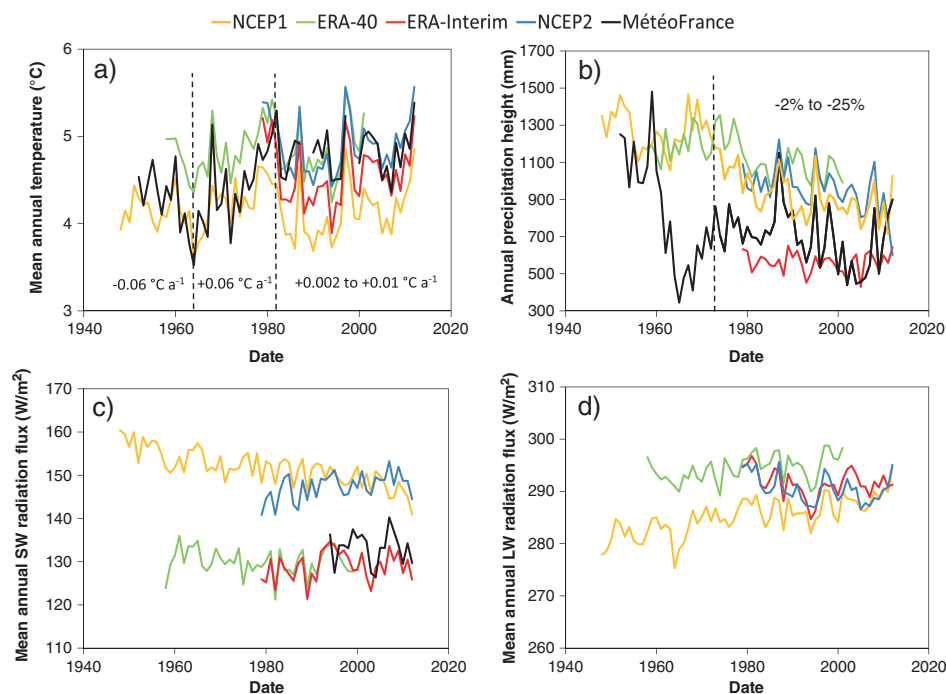 NCEP1 ERA-40 ERA-Interim NCEP2 MétéoFrance
a)
Mean annual temperature (°C)
6
5
4
3
-0.06 °C a⁻¹
+0.06 °C a⁻¹
+0.002 to +0.01 °C a⁻¹
1940 1960 1980 2000 2020
Date
b)
Annual precipitation height (mm)
1700
1500
1300
1100
900
700
500
300
-2% to -25%
1940 1960 1980 2000 2020
Date
c)
Mean annual SW radiation flux (W/m²)
170
160
150
140
130
120
110
1940 1960 1980 2000 2020
Date
d)
Mean annual LW radiation flux (W/m²)
310
300
290
280
270
260
1940 1960 1980 2000 2020
Date